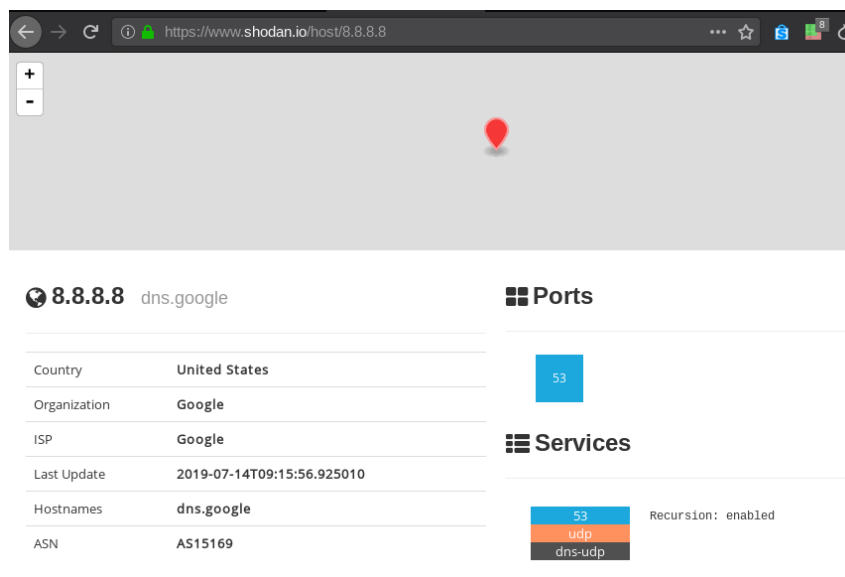 https://www.shodan.io/host/8.8.8.8
8
+
-
8.8.8.8 dns.google
Country United States
Organization Google
ISP Google
Last Update 2019-07-14T09:15:56.925010
Hostnames dns.google
ASN AS15169
Ports
53
Services
53
udp
dns-udp
Recursion: enabled